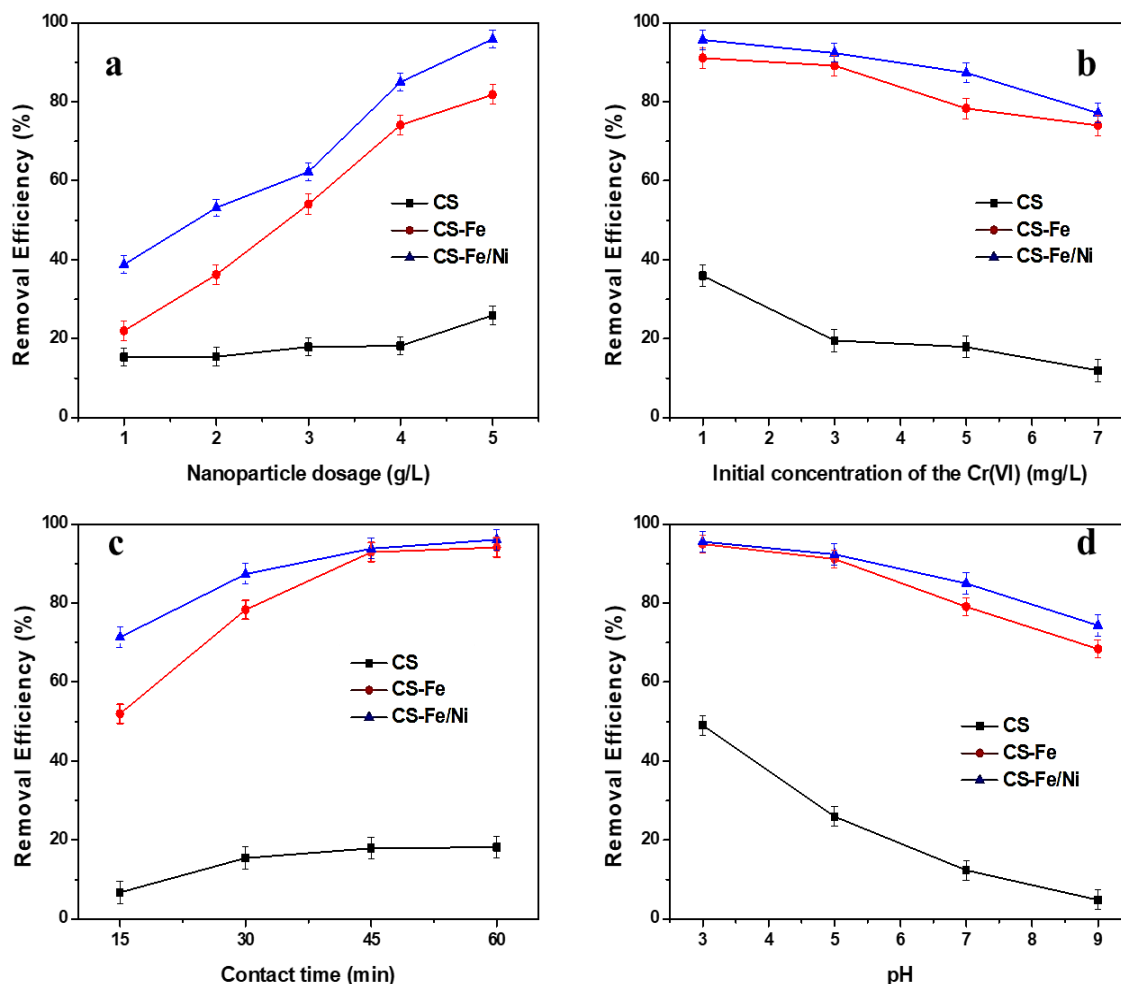 a
Removal Efficiency (%)
100
80
60
40
20
0
CS
CS-Fe
CS-Fe/Ni
1 2 3 4 5
Nanoparticle dosage (g/L)
b
Removal Efficiency (%)
100
80
60
40
20
0
CS
CS-Fe
CS-Fe/Ni
1 2 3 4 5 6 7
Initial concentration of the Cr(VI) (mg/L)
c
Removal Efficiency (%)
100
80
60
40
20
0
CS
CS-Fe
CS-Fe/Ni
15 30 45 60
Contact time (min)
d
Removal Efficiency (%)
100
80
60
40
20
0
CS
CS-Fe
CS-Fe/Ni
3 4 5 6 7 8 9
pH